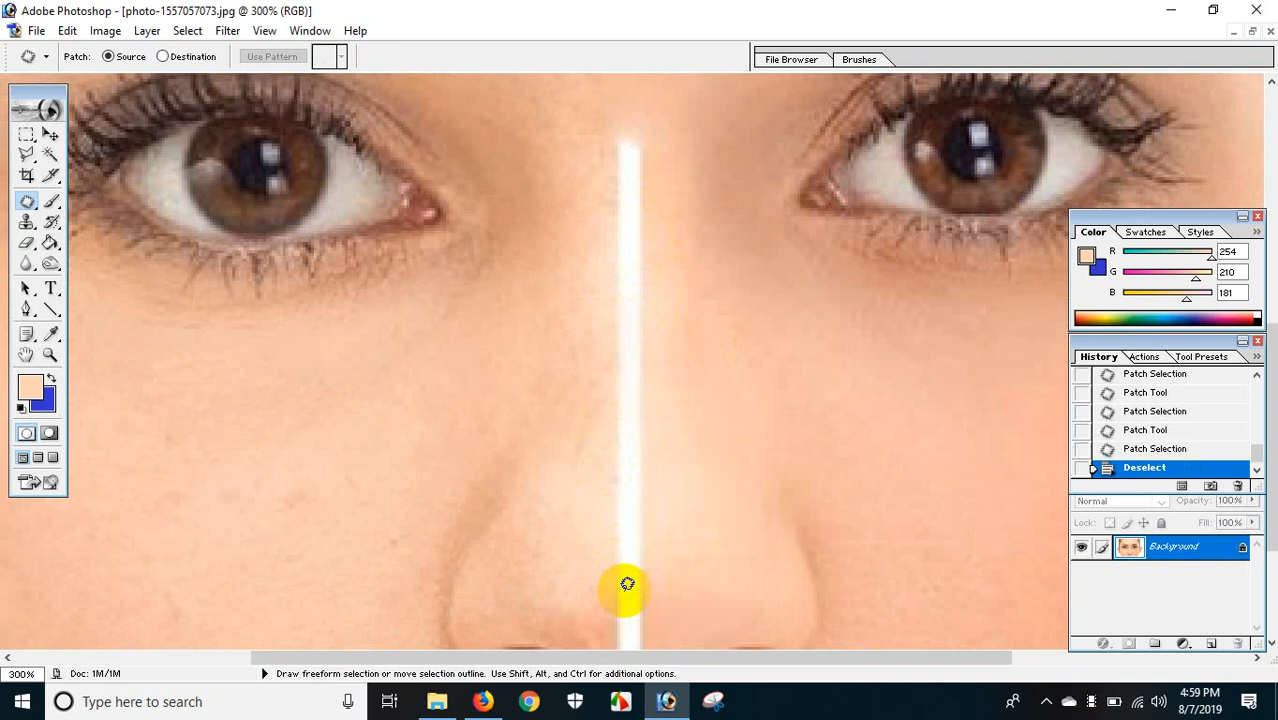 Adobe Photoshop - [photo-1557057073.jpg @ 300% (RGB)]
File Edit Image Layer Select Filter View Window Help
Patch: Source Destination Use Pattern File Browser Brushes
Color Swatches Styles
R 254
G 210
B 181
History Actions Tool Presets
Patch Selection
Patch Tool
Patch Selection
Patch Tool
Patch Selection
Deselect
Normal Opacity: 100%
Lock: Fill: 100%
Background
300% Doc: 1M/1M Draw freeform selection or move selection outline. Use Shift, Alt, and Ctrl for additional options.
Type here to search
4:59 PM
8/7/2019